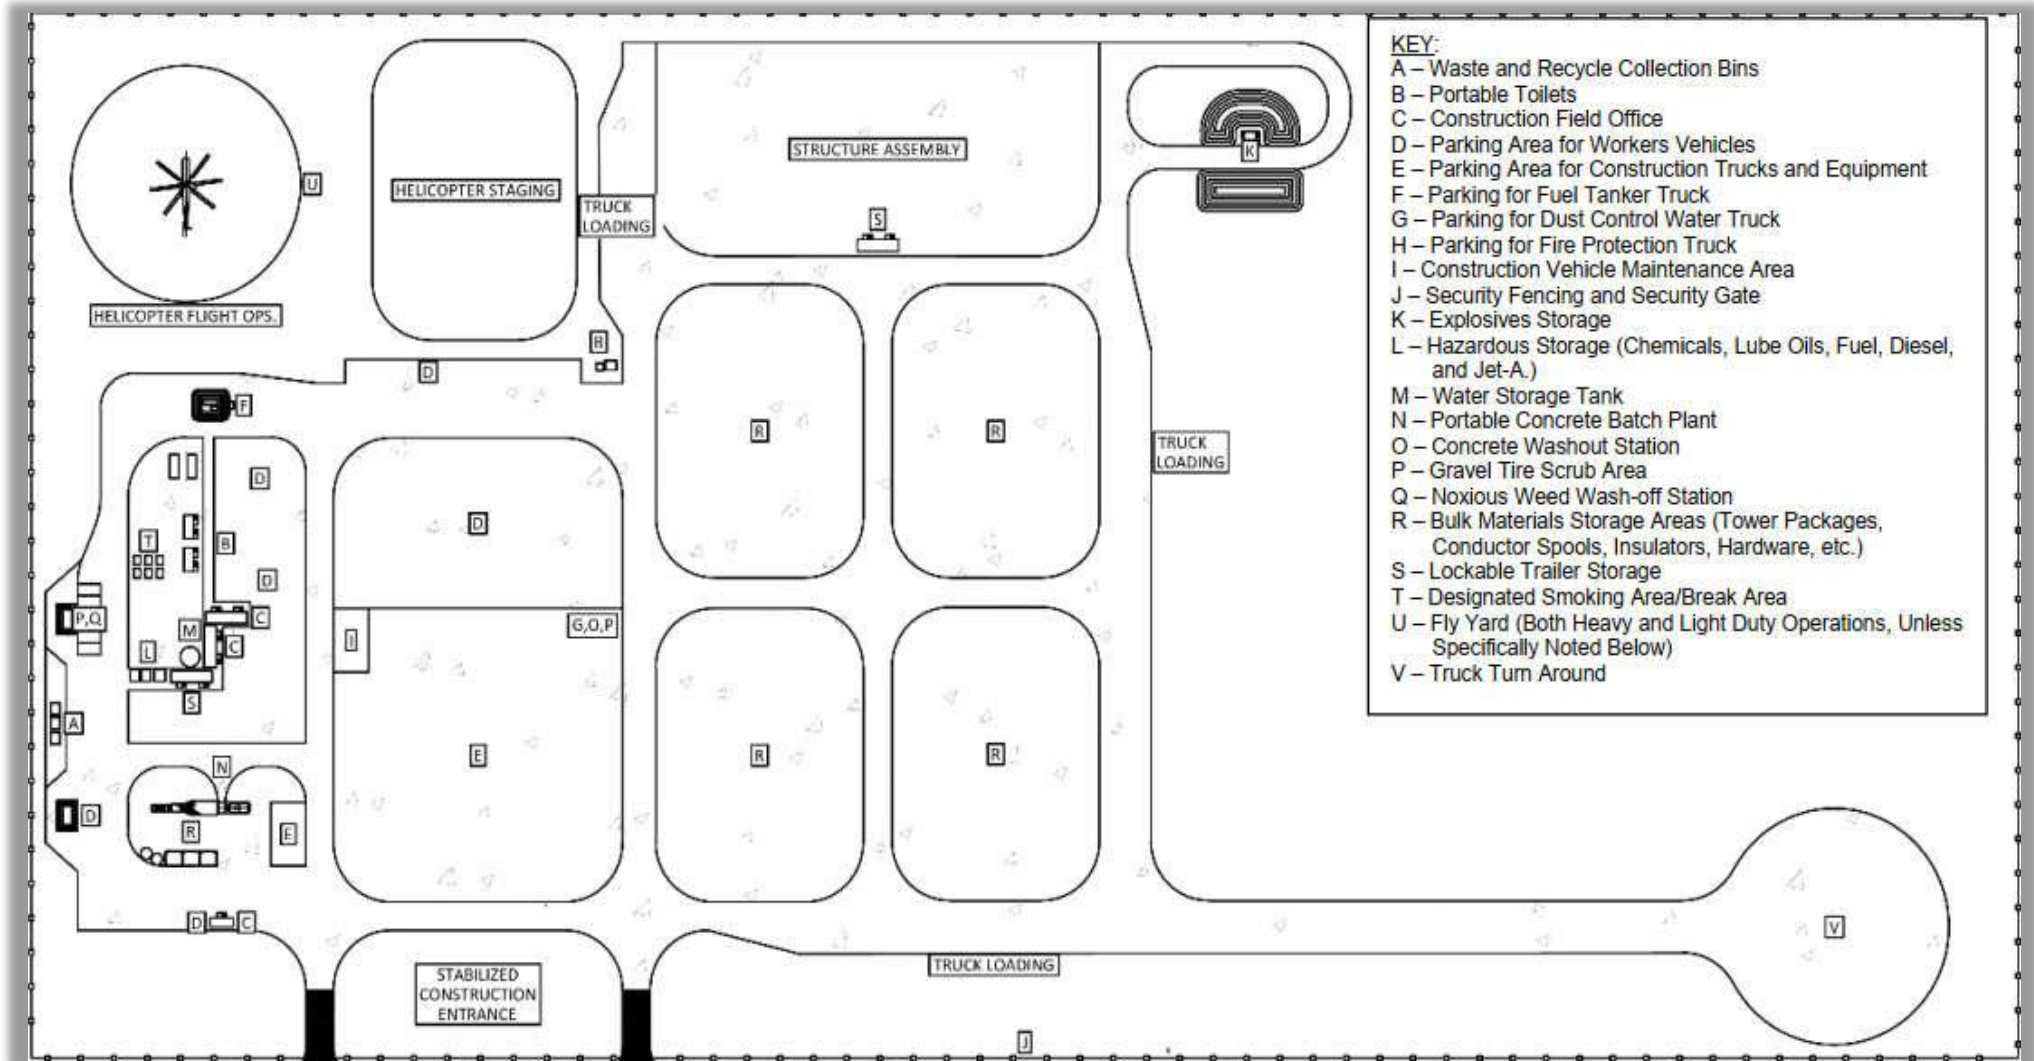 KEY:
A – Waste and Recycle Collection Bins
B – Portable Toilets
C – Construction Field Office
D – Parking Area for Workers Vehicles
E – Parking Area for Construction Trucks and Equipment
F – Parking for Fuel Tanker Truck
G – Parking for Dust Control Water Truck
H – Parking for Fire Protection Truck
I – Construction Vehicle Maintenance Area
J – Security Fencing and Security Gate
K – Explosives Storage
L – Hazardous Storage (Chemicals, Lube Oils, Fuel, Diesel,
and Jet-A.)
M – Water Storage Tank
N – Portable Concrete Batch Plant
O – Concrete Washout Station
P – Gravel Tire Scrub Area
Q – Noxious Weed Wash-off Station
R – Bulk Materials Storage Areas (Tower Packages,
Conductor Spools, Insulators, Hardware, etc.)
S – Lockable Trailer Storage
T – Designated Smoking Area/Break Area
U – Fly Yard (Both Heavy and Light Duty Operations, Unless
Specifically Noted Below)
V – Truck Turn Around
STRUCTURE ASSEMBLY
K
U
HELICOPTER STAGING
TRUCK
LOADING
S
HELICOPTER FLIGHT OPS.
D
F
R
R
TRUCK
LOADING
D
D
T
B
D
P,Q
C
M
G,O,P
I
C
L
S
A
E
R
R
N
D
R
E
D
C
V
TRUCK LOADING
STABILIZED
CONSTRUCTION
ENTRANCE
J